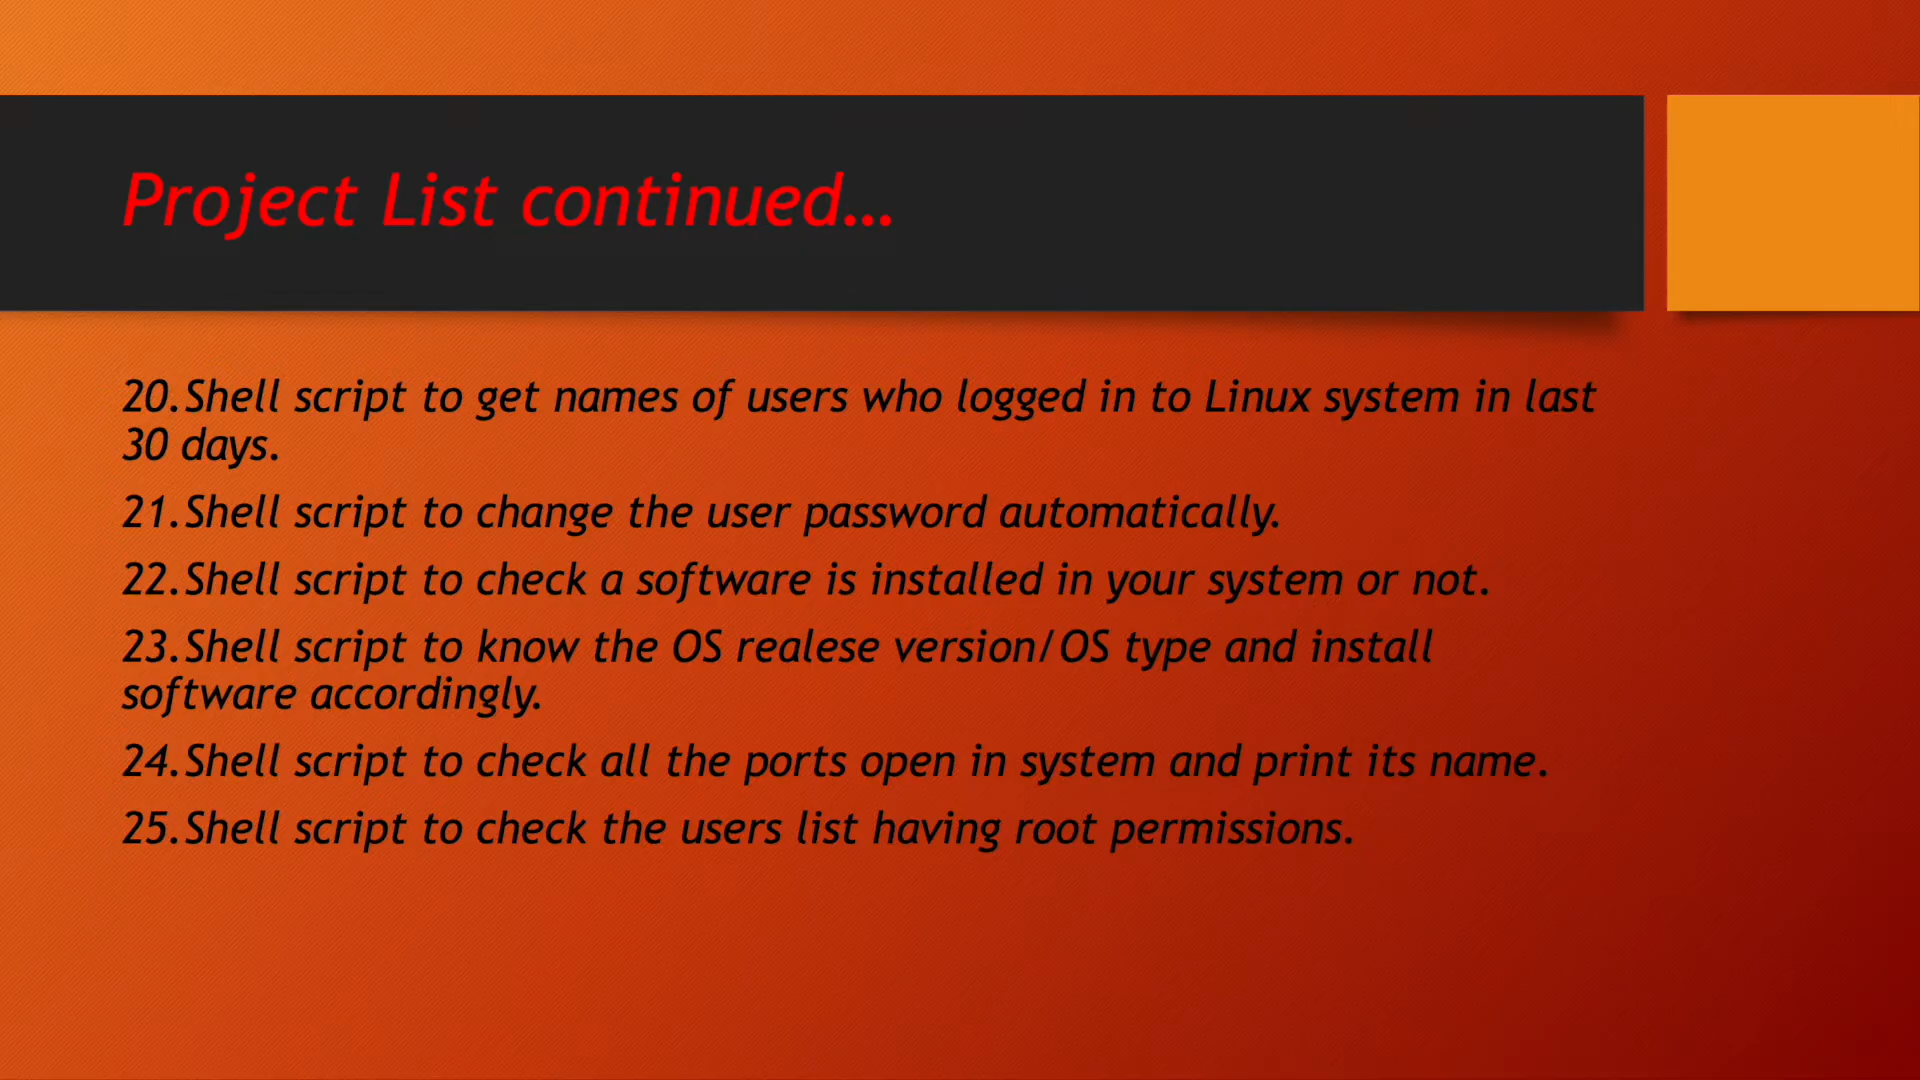 Project List continued...
20.Shell script to get names of users who logged in to Linux system in last
30 days.
21.Shell script to change the user password automatically.
22.Shell script to check a software is installed in your system or not.
23.Shell script to know the OS realese version/OS type and install
software accordingly.
24.Shell script to check all the ports open in system and print its name.
25.Shell script to check the users list having root permissions.